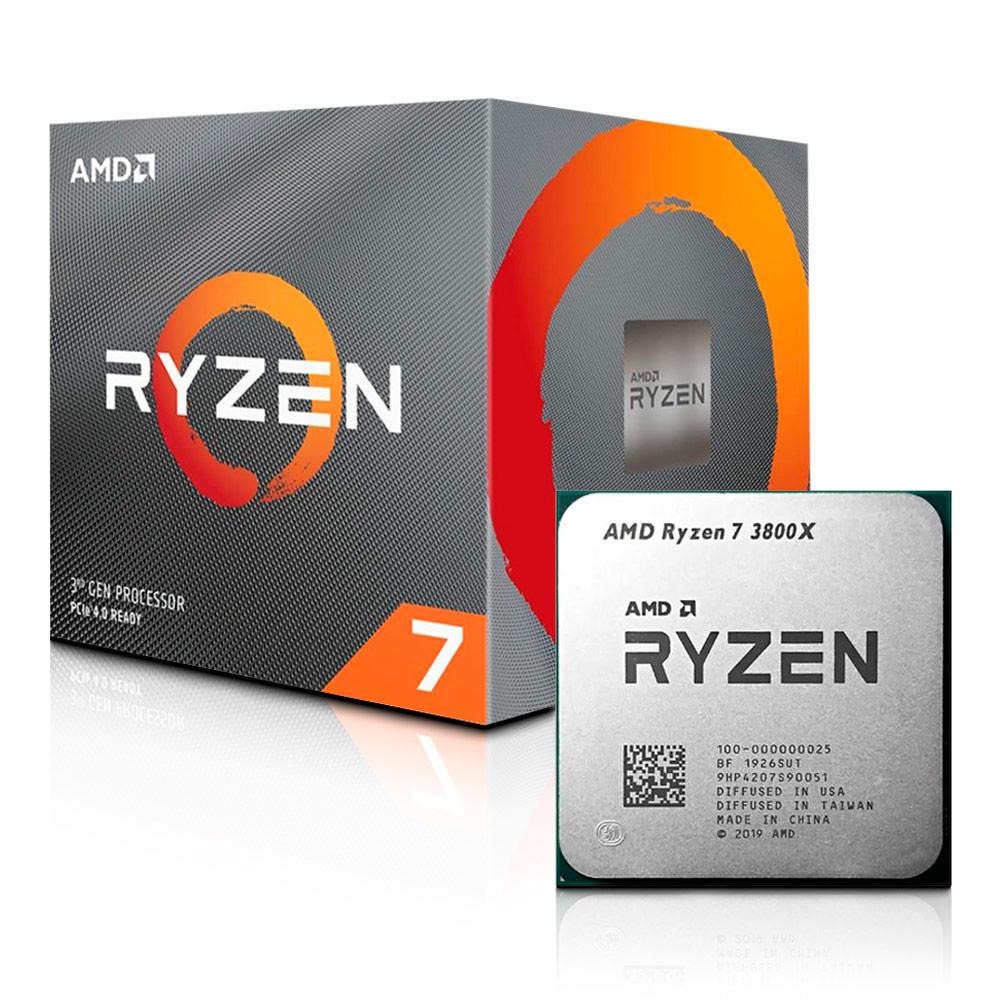 AMD
RYZEN
3RD GEN PROCESSOR
PCIe 4.0 READY
7
AMD
RYZEN
AMD Ryzen 7 3800X
AMD
RYZEN
100-000000025
BF 1926SUT
9HP4207S90051
DIFFUSED IN USA
DIFFUSED IN TAIWAN
MADE IN CHINA
© 2019 AMD